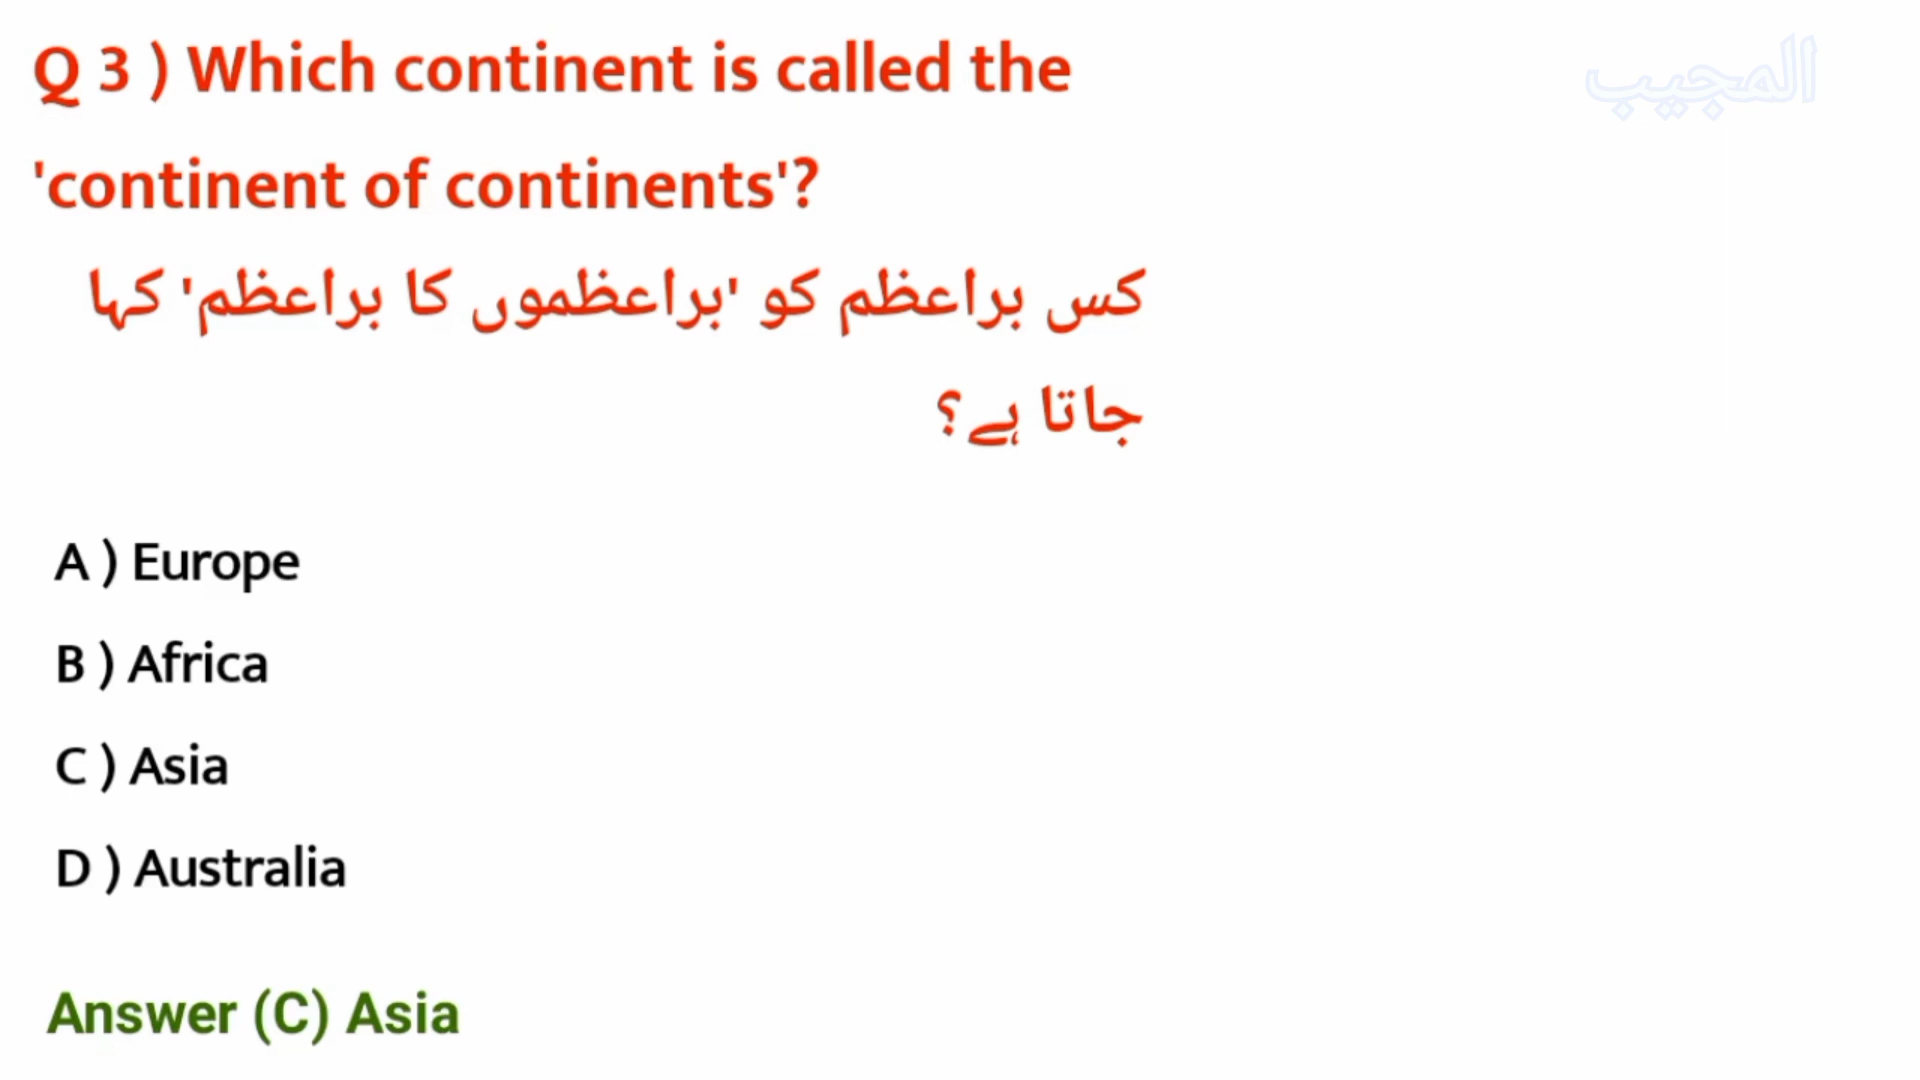 Q 3 ) Which continent is called the
المجيب
'continent of continents'?
کس براعظم کو 'براعظموں کا براعظم' کہا
جاتا ہے؟
A ) Europe
B ) Africa
C ) Asia
D ) Australia
Answer (C) Asia